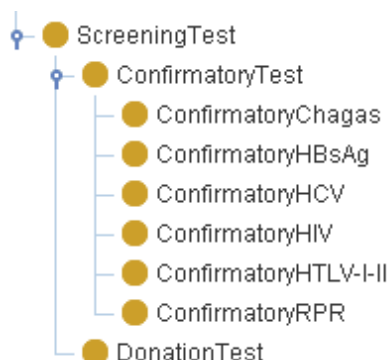 ScreeningTest
ConfirmatoryTest
ConfirmatoryChagas
ConfirmatoryHBsAg
ConfirmatoryHCV
ConfirmatoryHIV
ConfirmatoryHTLV-I-II
ConfirmatoryRPR
DonationTest